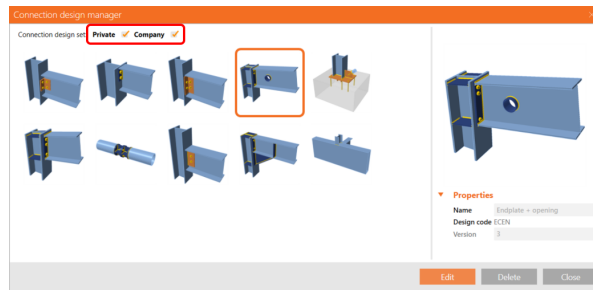 Connection design manager
Connection design set Private Company
Properties
Name Endplate + opening
Design code ECEN
Version 3
Edit Delete Close